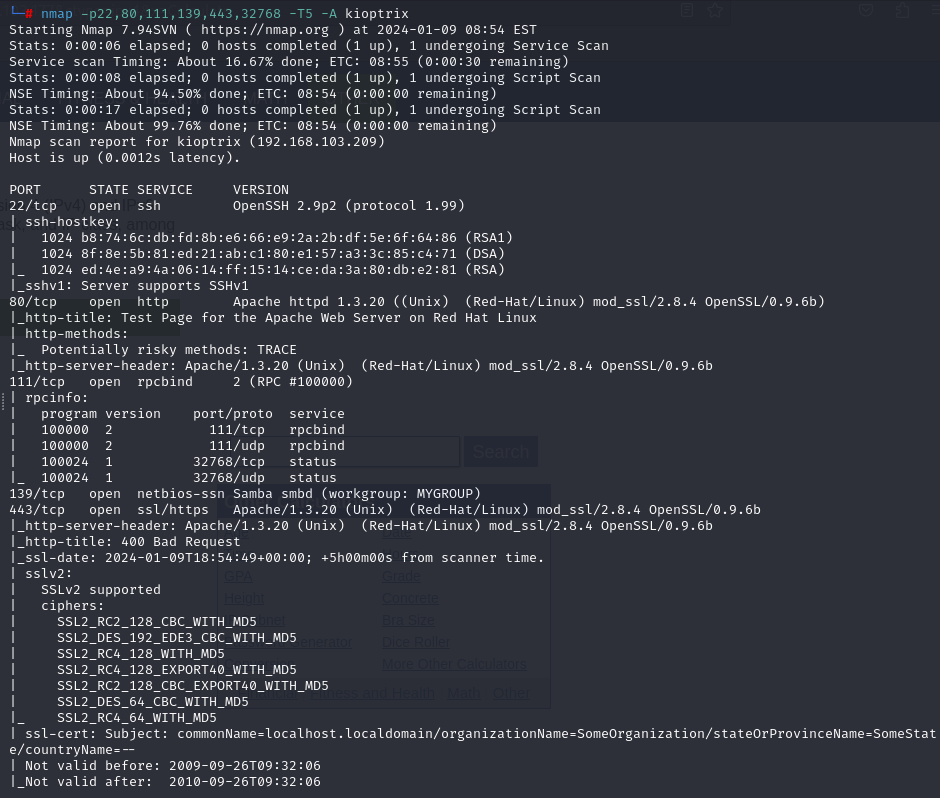 └─# nmap -p22,80,111,139,443,32768 -T5 -A kioptrix
Starting Nmap 7.94SVN ( https://nmap.org ) at 2024-01-09 08:54 EST
Stats: 0:00:06 elapsed; 0 hosts completed (1 up), 1 undergoing Service Scan
Service scan Timing: About 16.67% done; ETC: 08:55 (0:00:30 remaining)
Stats: 0:00:08 elapsed; 0 hosts completed (1 up), 1 undergoing Script Scan
NSE Timing: About 94.50% done; ETC: 08:54 (0:00:00 remaining)
Stats: 0:00:17 elapsed; 0 hosts completed (1 up), 1 undergoing Script Scan
NSE Timing: About 99.76% done; ETC: 08:54 (0:00:00 remaining)
Nmap scan report for kioptrix (192.168.103.209)
Host is up (0.0012s latency).
PORT      STATE SERVICE     VERSION
22/tcp    open  ssh         OpenSSH 2.9p2 (protocol 1.99)
| ssh-hostkey:
|   1024 b8:74:6c:db:fd:8b:e6:66:e9:2a:2b:df:5e:6f:64:86 (RSA1)
|   1024 8f:8e:5b:81:ed:21:ab:c1:80:e1:57:a3:3c:85:c4:71 (DSA)
|_  1024 ed:4e:a9:4a:06:14:ff:15:14:ce:da:3a:80:db:e2:81 (RSA)
|_sshv1: Server supports SSHv1
80/tcp    open  http        Apache httpd 1.3.20 ((Unix)  (Red-Hat/Linux) mod_ssl/2.8.4 OpenSSL/0.9.6b)
|_http-title: Test Page for the Apache Web Server on Red Hat Linux
| http-methods:
|_  Potentially risky methods: TRACE
|_http-server-header: Apache/1.3.20 (Unix)  (Red-Hat/Linux) mod_ssl/2.8.4 OpenSSL/0.9.6b
111/tcp   open  rpcbind     2 (RPC #100000)
| rpcinfo:
|   program version    port/proto  service
|   100000  2            111/tcp   rpcbind
|   100000  2            111/udp   rpcbind
|   100024  1          32768/tcp   status
|_  100024  1          32768/udp   status
139/tcp   open  netbios-ssn Samba smbd (workgroup: MYGROUP)
443/tcp   open  ssl/https   Apache/1.3.20 (Unix)  (Red-Hat/Linux) mod_ssl/2.8.4 OpenSSL/0.9.6b
|_http-server-header: Apache/1.3.20 (Unix)  (Red-Hat/Linux) mod_ssl/2.8.4 OpenSSL/0.9.6b
|_http-title: 400 Bad Request
|_ssl-date: 2024-01-09T18:54:49+00:00; +5h00m00s from scanner time.
| sslv2:
|   SSLv2 supported
|   ciphers:
|     SSL2_RC2_128_CBC_WITH_MD5
|     SSL2_DES_192_EDE3_CBC_WITH_MD5
|     SSL2_RC4_128_WITH_MD5
|     SSL2_RC4_128_EXPORT40_WITH_MD5
|     SSL2_RC2_128_CBC_EXPORT40_WITH_MD5
|     SSL2_DES_64_CBC_WITH_MD5
|_    SSL2_RC4_64_WITH_MD5
| ssl-cert: Subject: commonName=localhost.localdomain/organizationName=SomeOrganization/stateOrProvinceName=SomeStat
e/countryName=--
| Not valid before: 2009-09-26T09:32:06
|_Not valid after:  2010-09-26T09:32:06
Search
GPA
Grade
Height
Concrete
Bra Size
Dice Roller
More Other Calculators
Math
Other